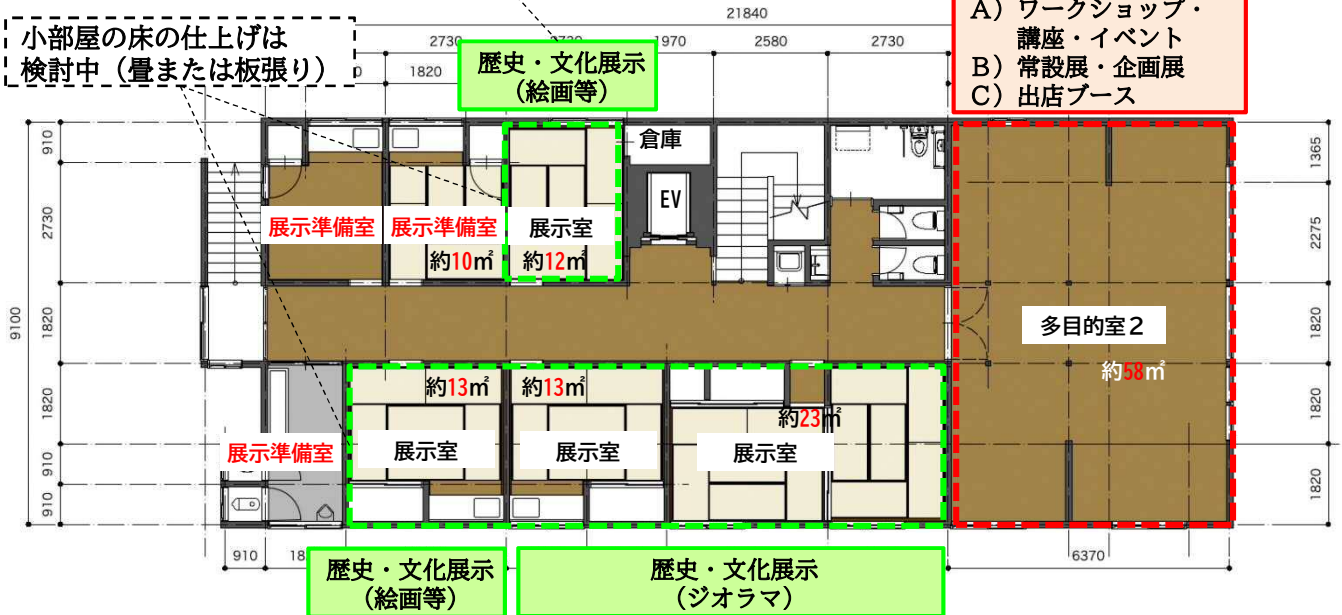 21840
A）ワークショップ・
講座・イベント
B）常設展・企画展
C）出店ブース
小部屋の床の仕上げは
検討中（畳または板張り）
2730
2730
1970
2580
2730
1820
歴史・文化展示
（絵画等）
910
2730
1820
1820
910
910
9100
1365
2275
1820
1820
1820
倉庫
EV
展示準備室
展示準備室
約10㎡
展示室
約12㎡
多目的室２
約58㎡
約13㎡
展示室
約13㎡
展示室
約23㎡
展示室
展示準備室
910
18
6370
歴史・文化展示
（絵画等）
歴史・文化展示
（ジオラマ）